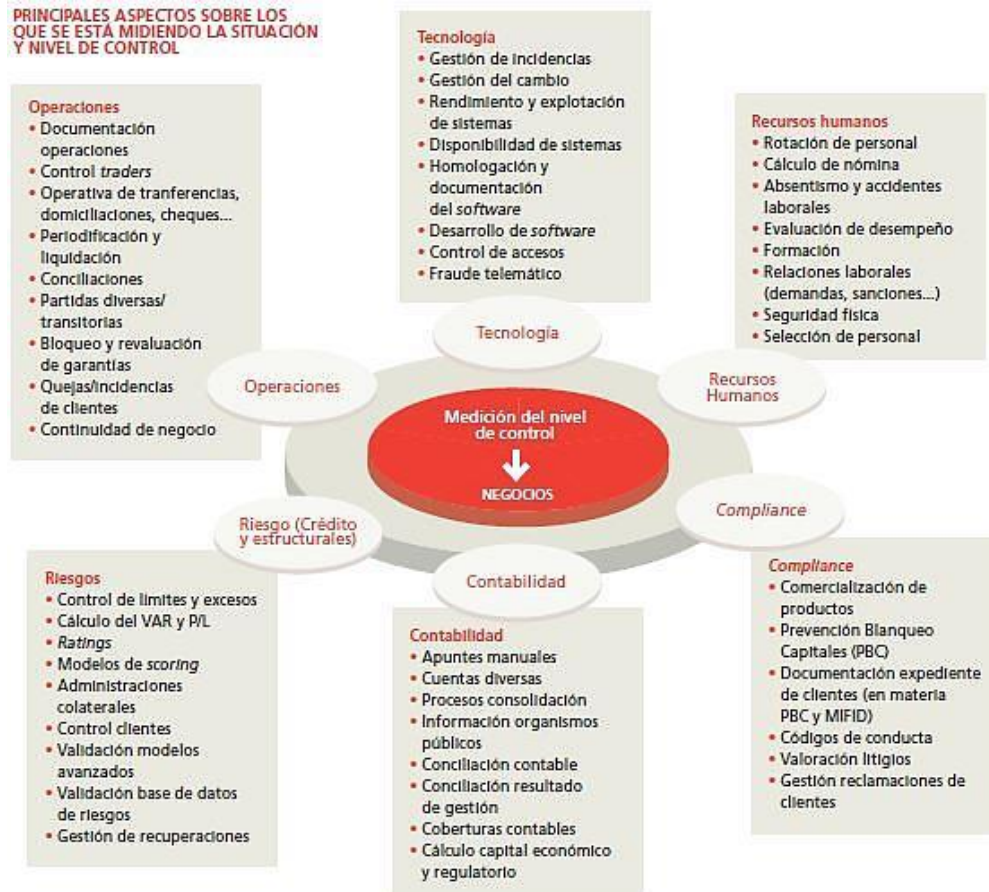 PRINCIPALES ASPECTOS SOBRE LOS
QUE SE ESTÁ MIDIENDO LA SITUACIÓN
Y NIVEL DE CONTROL
Operaciones
• Documentación
operaciones
• Control traders
• Operativa de tranferencias,
domiciliaciones, cheques...
• Periodificación y
liquidación
• Conciliaciones
• Partidas diversas/
transitorias
• Bloqueo y revaluación
de garantías
• Quejas/incidencias
de clientes
• Continuidad de negocio
Tecnología
• Gestión de incidencias
• Gestión del cambio
• Rendimiento y explotación
de sistemas
• Disponibilidad de sistemas
• Homologación y
documentación
del software
• Desarrollo de software
• Control de accesos
• Fraude telemático
Recursos humanos
• Rotación de personal
• Cálculo de nómina
• Absentismo y accidentes
laborales
• Evaluación de desempeño
• Formación
• Relaciones laborales
(demandas, sanciones...)
• Seguridad física
• Selección de personal
Tecnología
Operaciones
Recursos
Humanos
Medición del nivel
de control
NEGOCIOS
Riesgo (Crédito
y estructurales)
Compliance
Contabilidad
Riesgos
• Control de límites y excesos
• Cálculo del VAR y P/L
• Ratings
• Modelos de scoring
• Administraciones
colaterales
• Control clientes
• Validación modelos
avanzados
• Validación base de datos
de riesgos
• Gestión de recuperaciones
Contabilidad
• Apuntes manuales
• Cuentas diversas
• Procesos consolidación
• Información organismos
públicos
• Conciliación contable
• Conciliación resultado
de gestión
• Coberturas contables
• Cálculo capital económico
y regulatorio
Compliance
• Comercialización de
productos
• Prevención Blanqueo
Capitales (PBC)
• Documentación expediente
de clientes (en materia
PBC y MIFID)
• Códigos de conducta
• Valoración litigios
• Gestión reclamaciones de
clientes